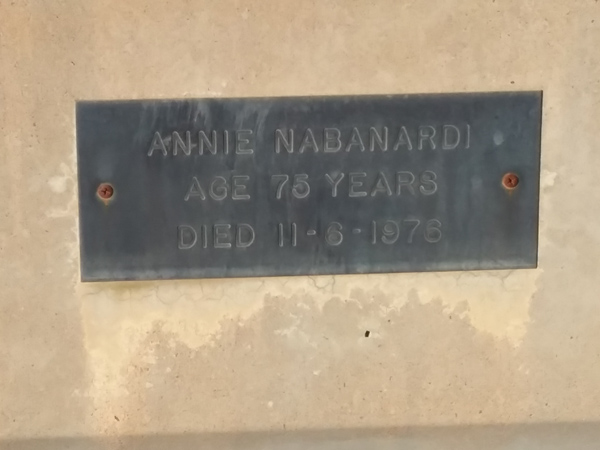 ANNIE NABANARDI
AGE 75 YEARS
DIED 11-6-1976